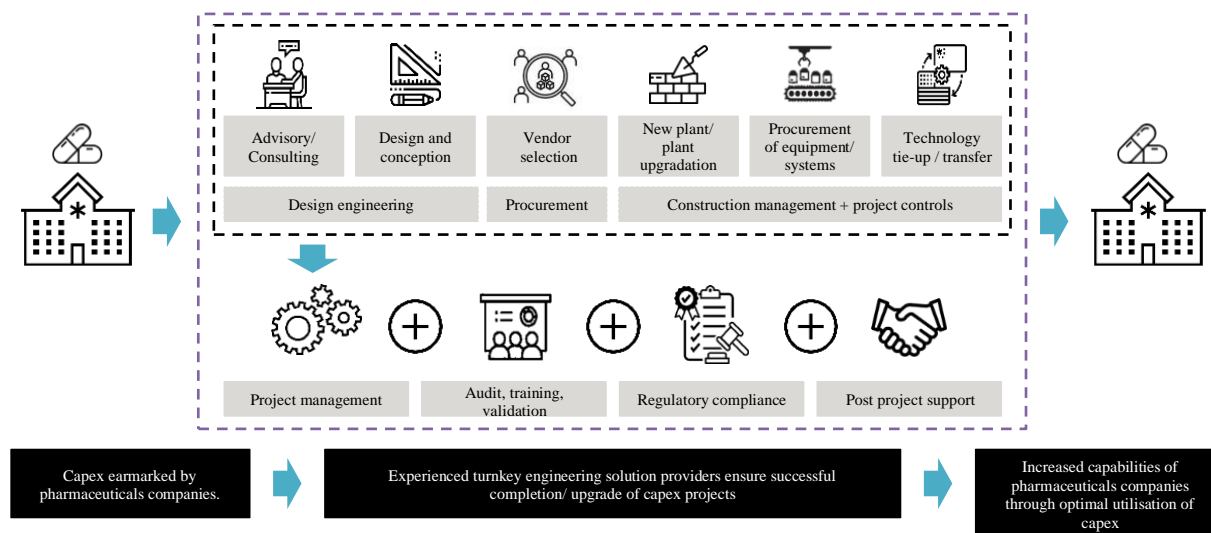 Advisory/
Consulting
Design and
conception
Vendor
selection
New plant/
plant
upgradation
Procurement
of equipment/
systems
Technology
tie-up / transfer
Design engineering
Procurement
Construction management + project controls
Project management
Audit, training,
validation
Regulatory compliance
Post project support
Capex earmarked by
pharmaceuticals companies.
Experienced turnkey engineering solution providers ensure successful
completion/ upgrade of capex projects
Increased capabilities of
pharmaceuticals companies
through optimal utilisation of
capex